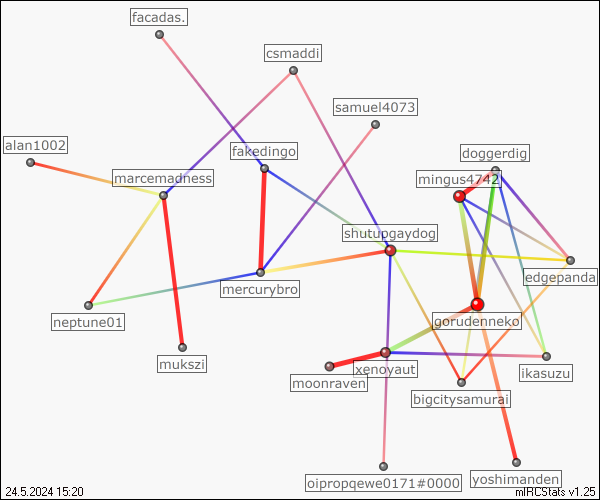 facadas.
csmaddi
samuel4073
alan1002
fakedingo
doggerdig
marcemadness
mingus4742
shutupgaydog
edgepanda
mercurybro
neptune01
gorudenneko
mukszi
xenoyaut
ikasuzu
moonraven
bigcitysamurai
oipropqewe0171#0000
yoshimanden
24.5.2024 15:20
mIRCStats v1.25